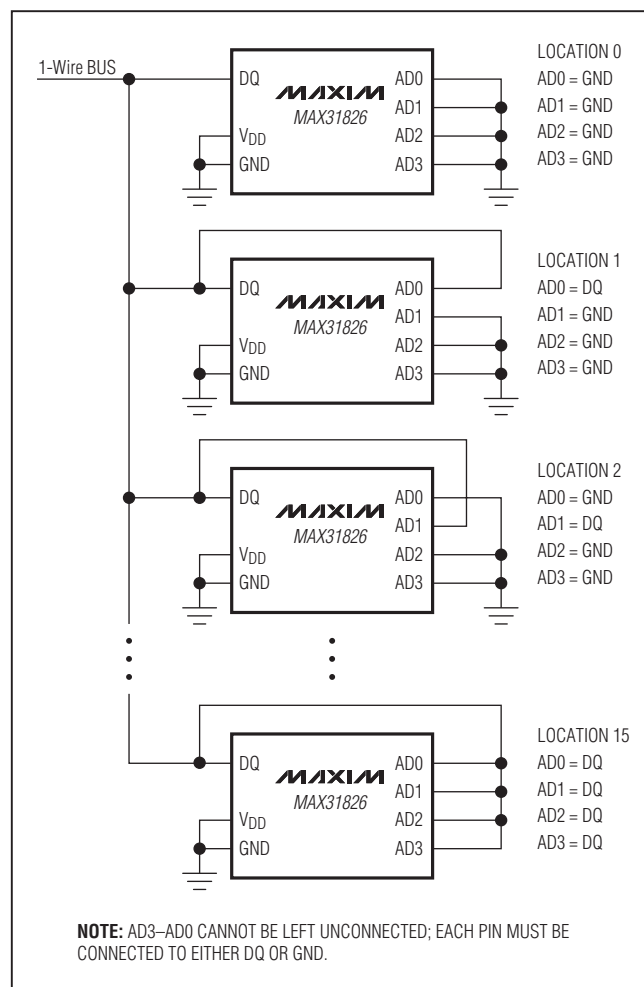 1-Wire BUS
DQ
VDD
GND
MAXIM
MAX31826
AD0
AD1
AD2
AD3
LOCATION 0
AD0 = GND
AD1 = GND
AD2 = GND
AD3 = GND
DQ
VDD
GND
MAXIM
MAX31826
AD0
AD1
AD2
AD3
LOCATION 1
AD0 = DQ
AD1 = GND
AD2 = GND
AD3 = GND
DQ
VDD
GND
MAXIM
MAX31826
AD0
AD1
AD2
AD3
LOCATION 2
AD0 = GND
AD1 = DQ
AD2 = GND
AD3 = GND
DQ
VDD
GND
MAXIM
MAX31826
AD0
AD1
AD2
AD3
LOCATION 15
AD0 = DQ
AD1 = DQ
AD2 = DQ
AD3 = DQ
NOTE: AD3–AD0 CANNOT BE LEFT UNCONNECTED; EACH PIN MUST BE
CONNECTED TO EITHER DQ OR GND.